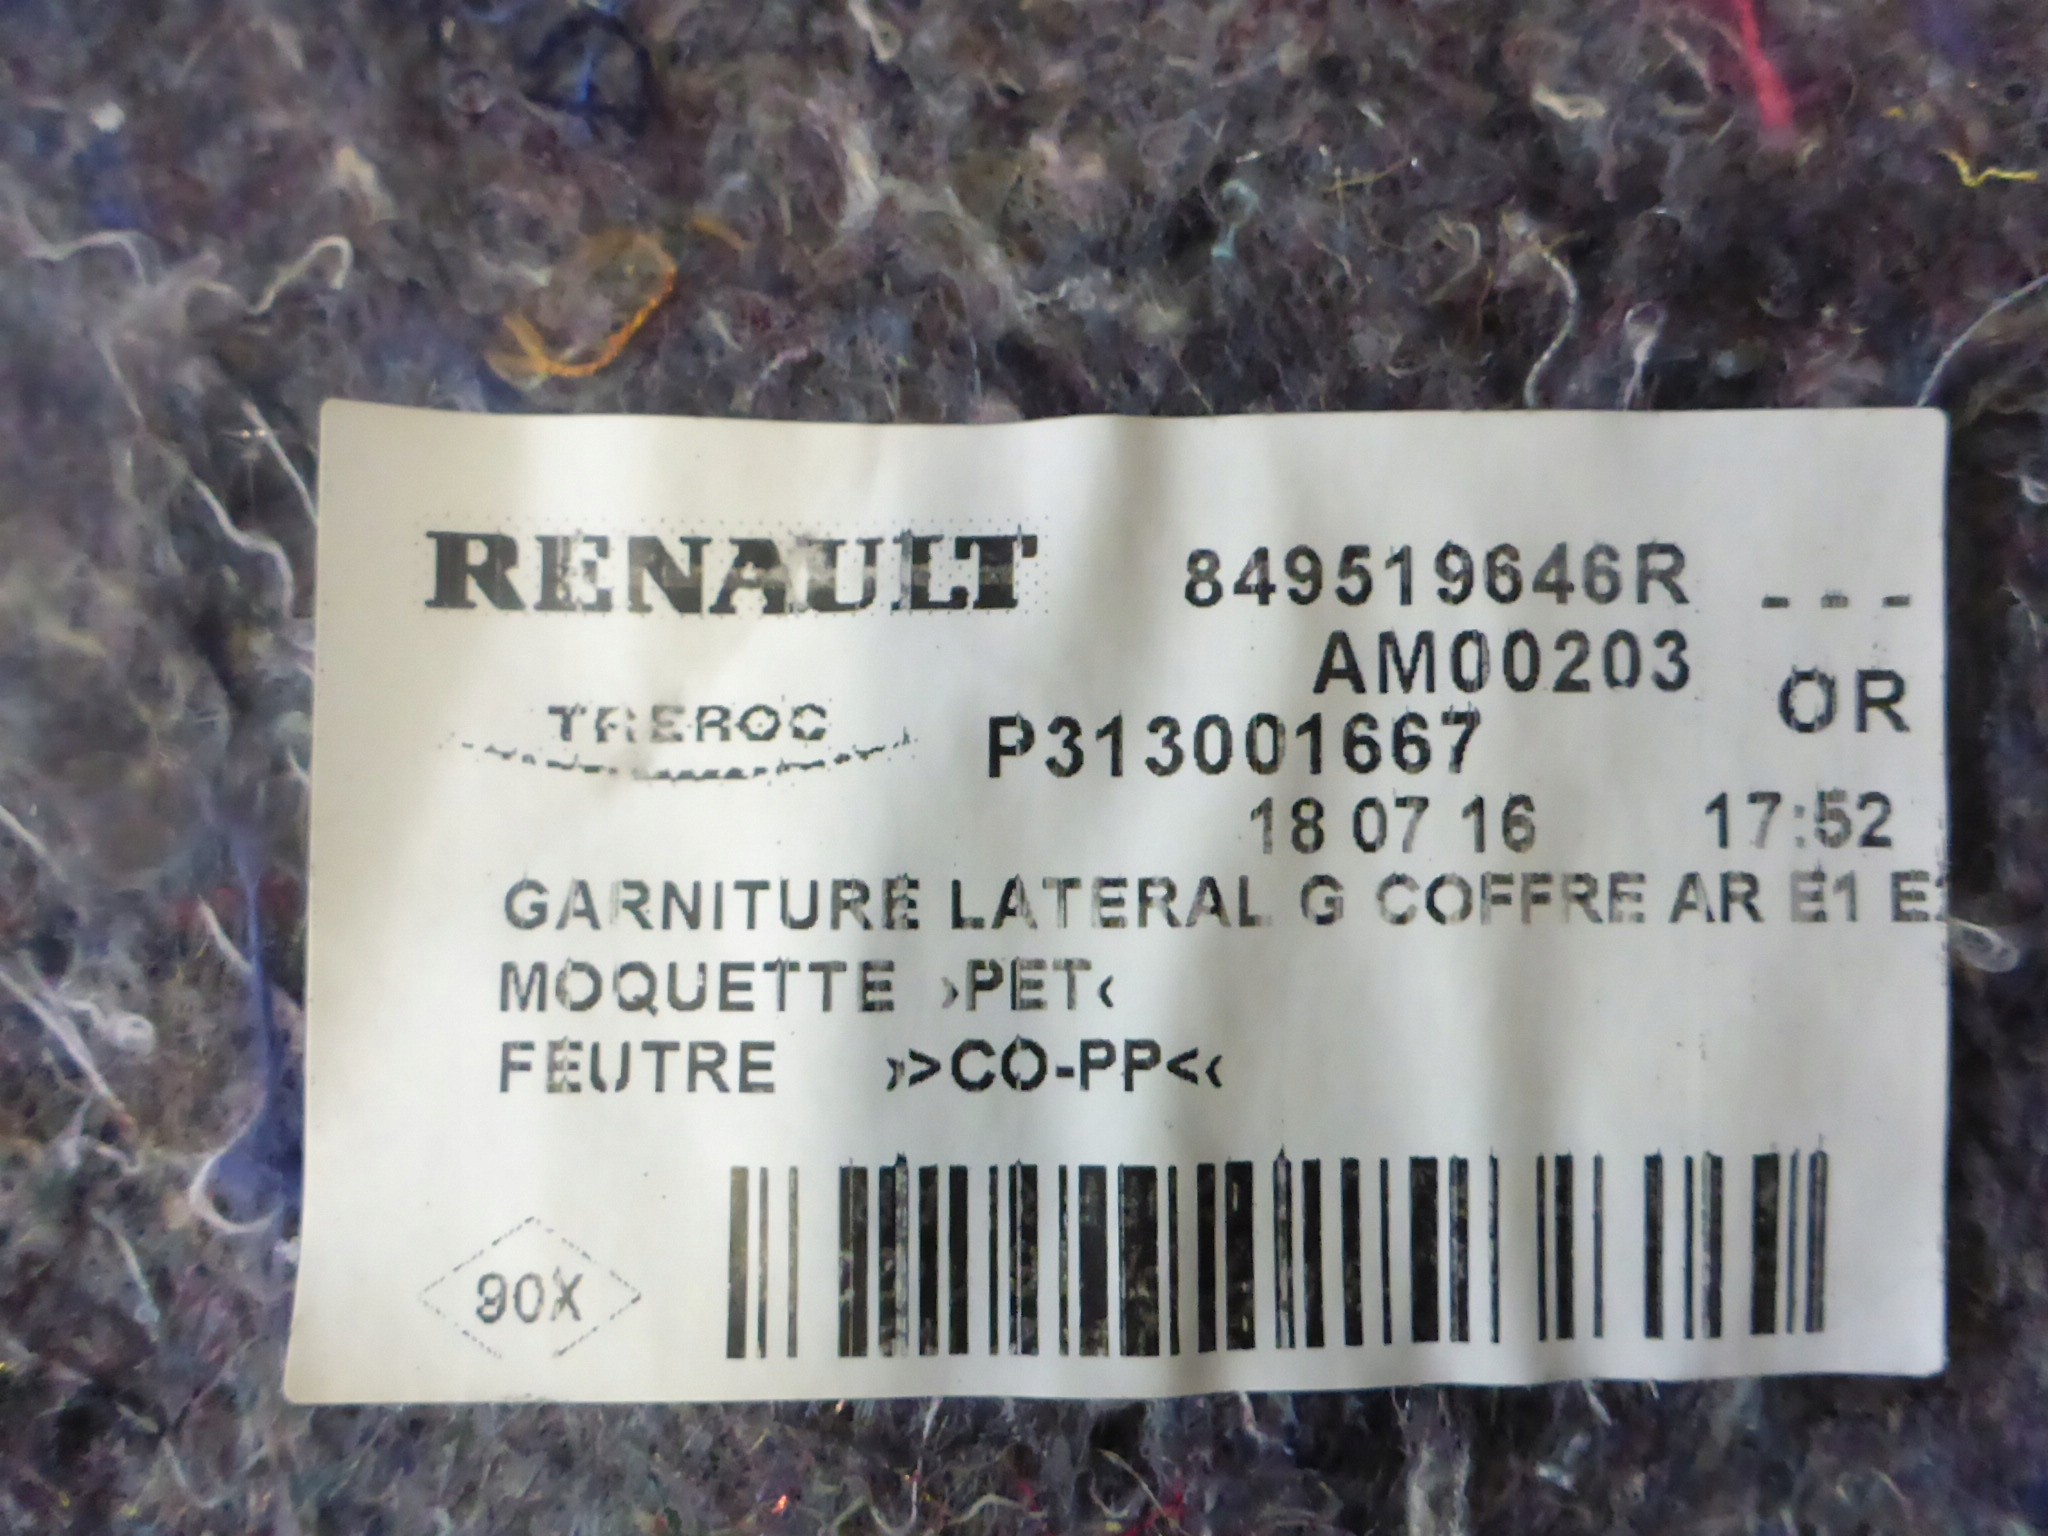 RENAULT 849519646R ---
AM00203
TREROC P313001667 OR
18 07 16 17:52
GARNITURE LATERAL G COFFRE AR E1
MOQUETTE ›PET‹
FEUTRE ›>CO-PP<‹
90X